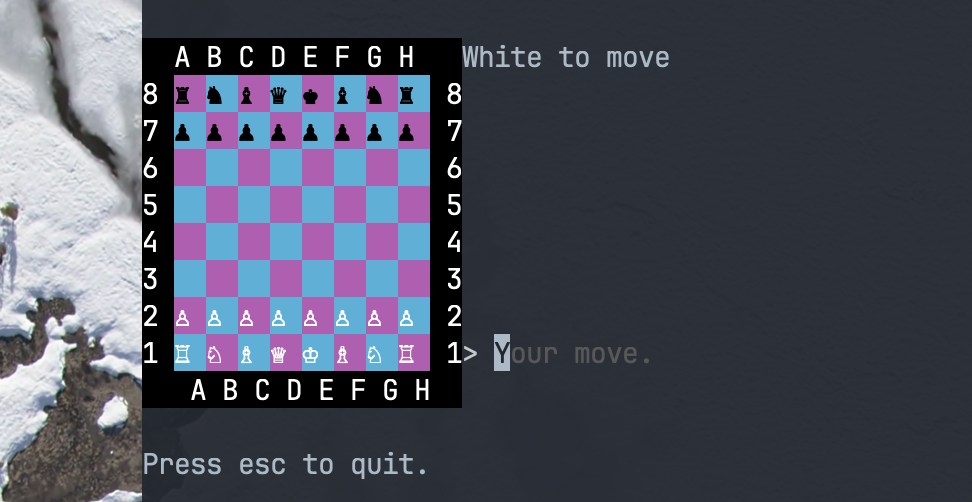 A B C D E F G H White to move
8 ♜ ♞ ♝ ♛ ♚ ♝ ♞ ♜ 8
7 ♟ ♟ ♟ ♟ ♟ ♟ ♟ ♟ 7
6 6
5 5
4 4
3 3
2 ♙ ♙ ♙ ♙ ♙ ♙ ♙ ♙ 2
1 ♖ ♘ ♗ ♕ ♔ ♗ ♘ ♖ 1> Your move.
A B C D E F G H
Press esc to quit.